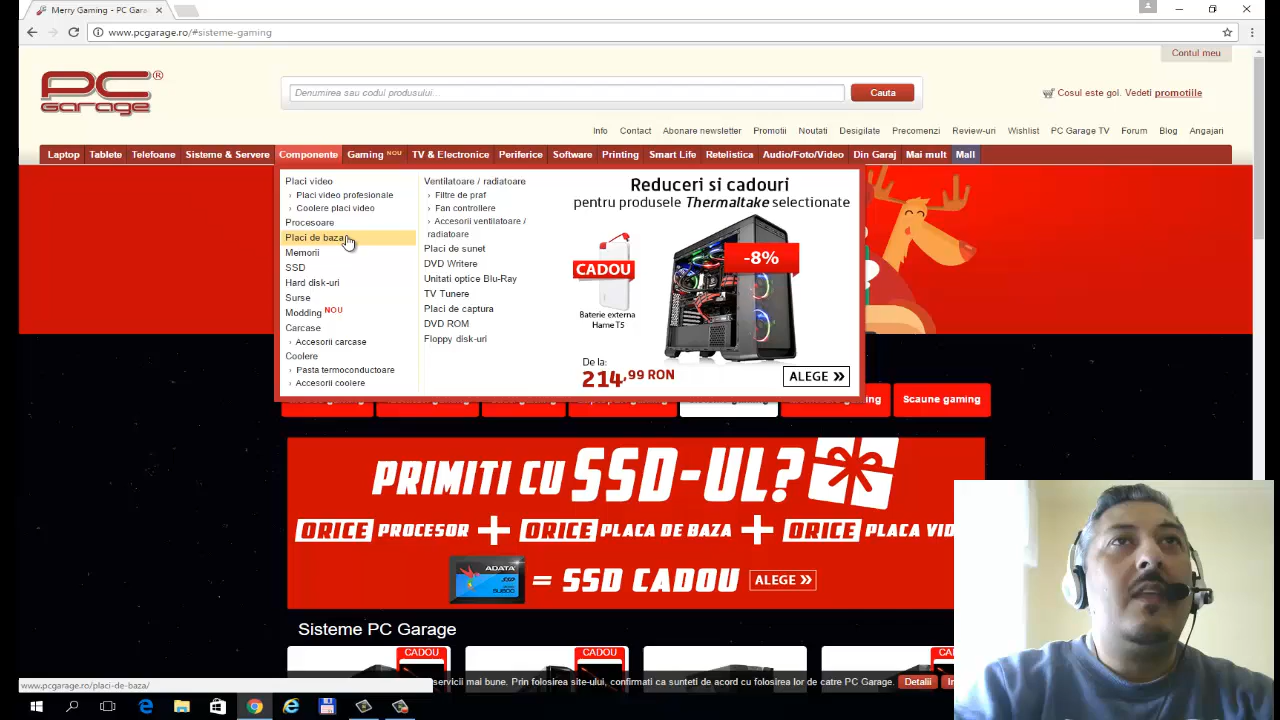 Merry Gaming - PC Gara
www.pcgarage.ro/#sisteme-gaming
Contul meu
PC Garage ®
Denumirea sau codul produsului...
Cauta
Cosul este gol. Vedeti promotiile
Info Contact Abonare newsletter Promotii Noutati Desigilate Precomenzi Review-uri Wishlist PC Garage TV Forum Blog Angajari
Laptop Tablete Telefoane Sisteme & Servere Componente Gaming NOU TV & Electronice Periferice Software Printing Smart Life Retelistica Audio/Foto/Video Din Garaj Mai mult Mall
Placi video
› Placi video profesionale
› Coolere placi video
Procesoare
Placi de baza
Memorii
SSD
Hard disk-uri
Surse
Modding NOU
Carcase
› Accesorii carcase
Coolere
› Pasta termoconductoare
› Accesorii coolere
Ventilatoare / radiatoare
› Filtre de praf
› Fan controllere
› Accesorii ventilatoare /
radiatoare
Placi de sunet
DVD Writere
Unitati optice Blu-Ray
TV Tunere
Placi de captura
DVD ROM
Floppy disk-uri
Reduceri si cadouri
pentru produsele Thermaltake selectionate
CADOU
-8%
Baterie externa
Hame T5
De la:
214,99 RON
ALEGE »
Scaune gaming
PRIMITI CU SSD-UL?
ORICE PROCESOR + ORICE PLACA DE BAZA + ORICE PLACA VID
ADATA
SSD
SU800
= SSD CADOU
ALEGE »
Sisteme PC Garage
CADOU
CADOU
CA
servicii mai bune. Prin folosirea site-ului, confirmati ca sunteti de acord cu folosirea lor de catre PC Garage.
Detalii
www.pcgarage.ro/placi-de-baza/